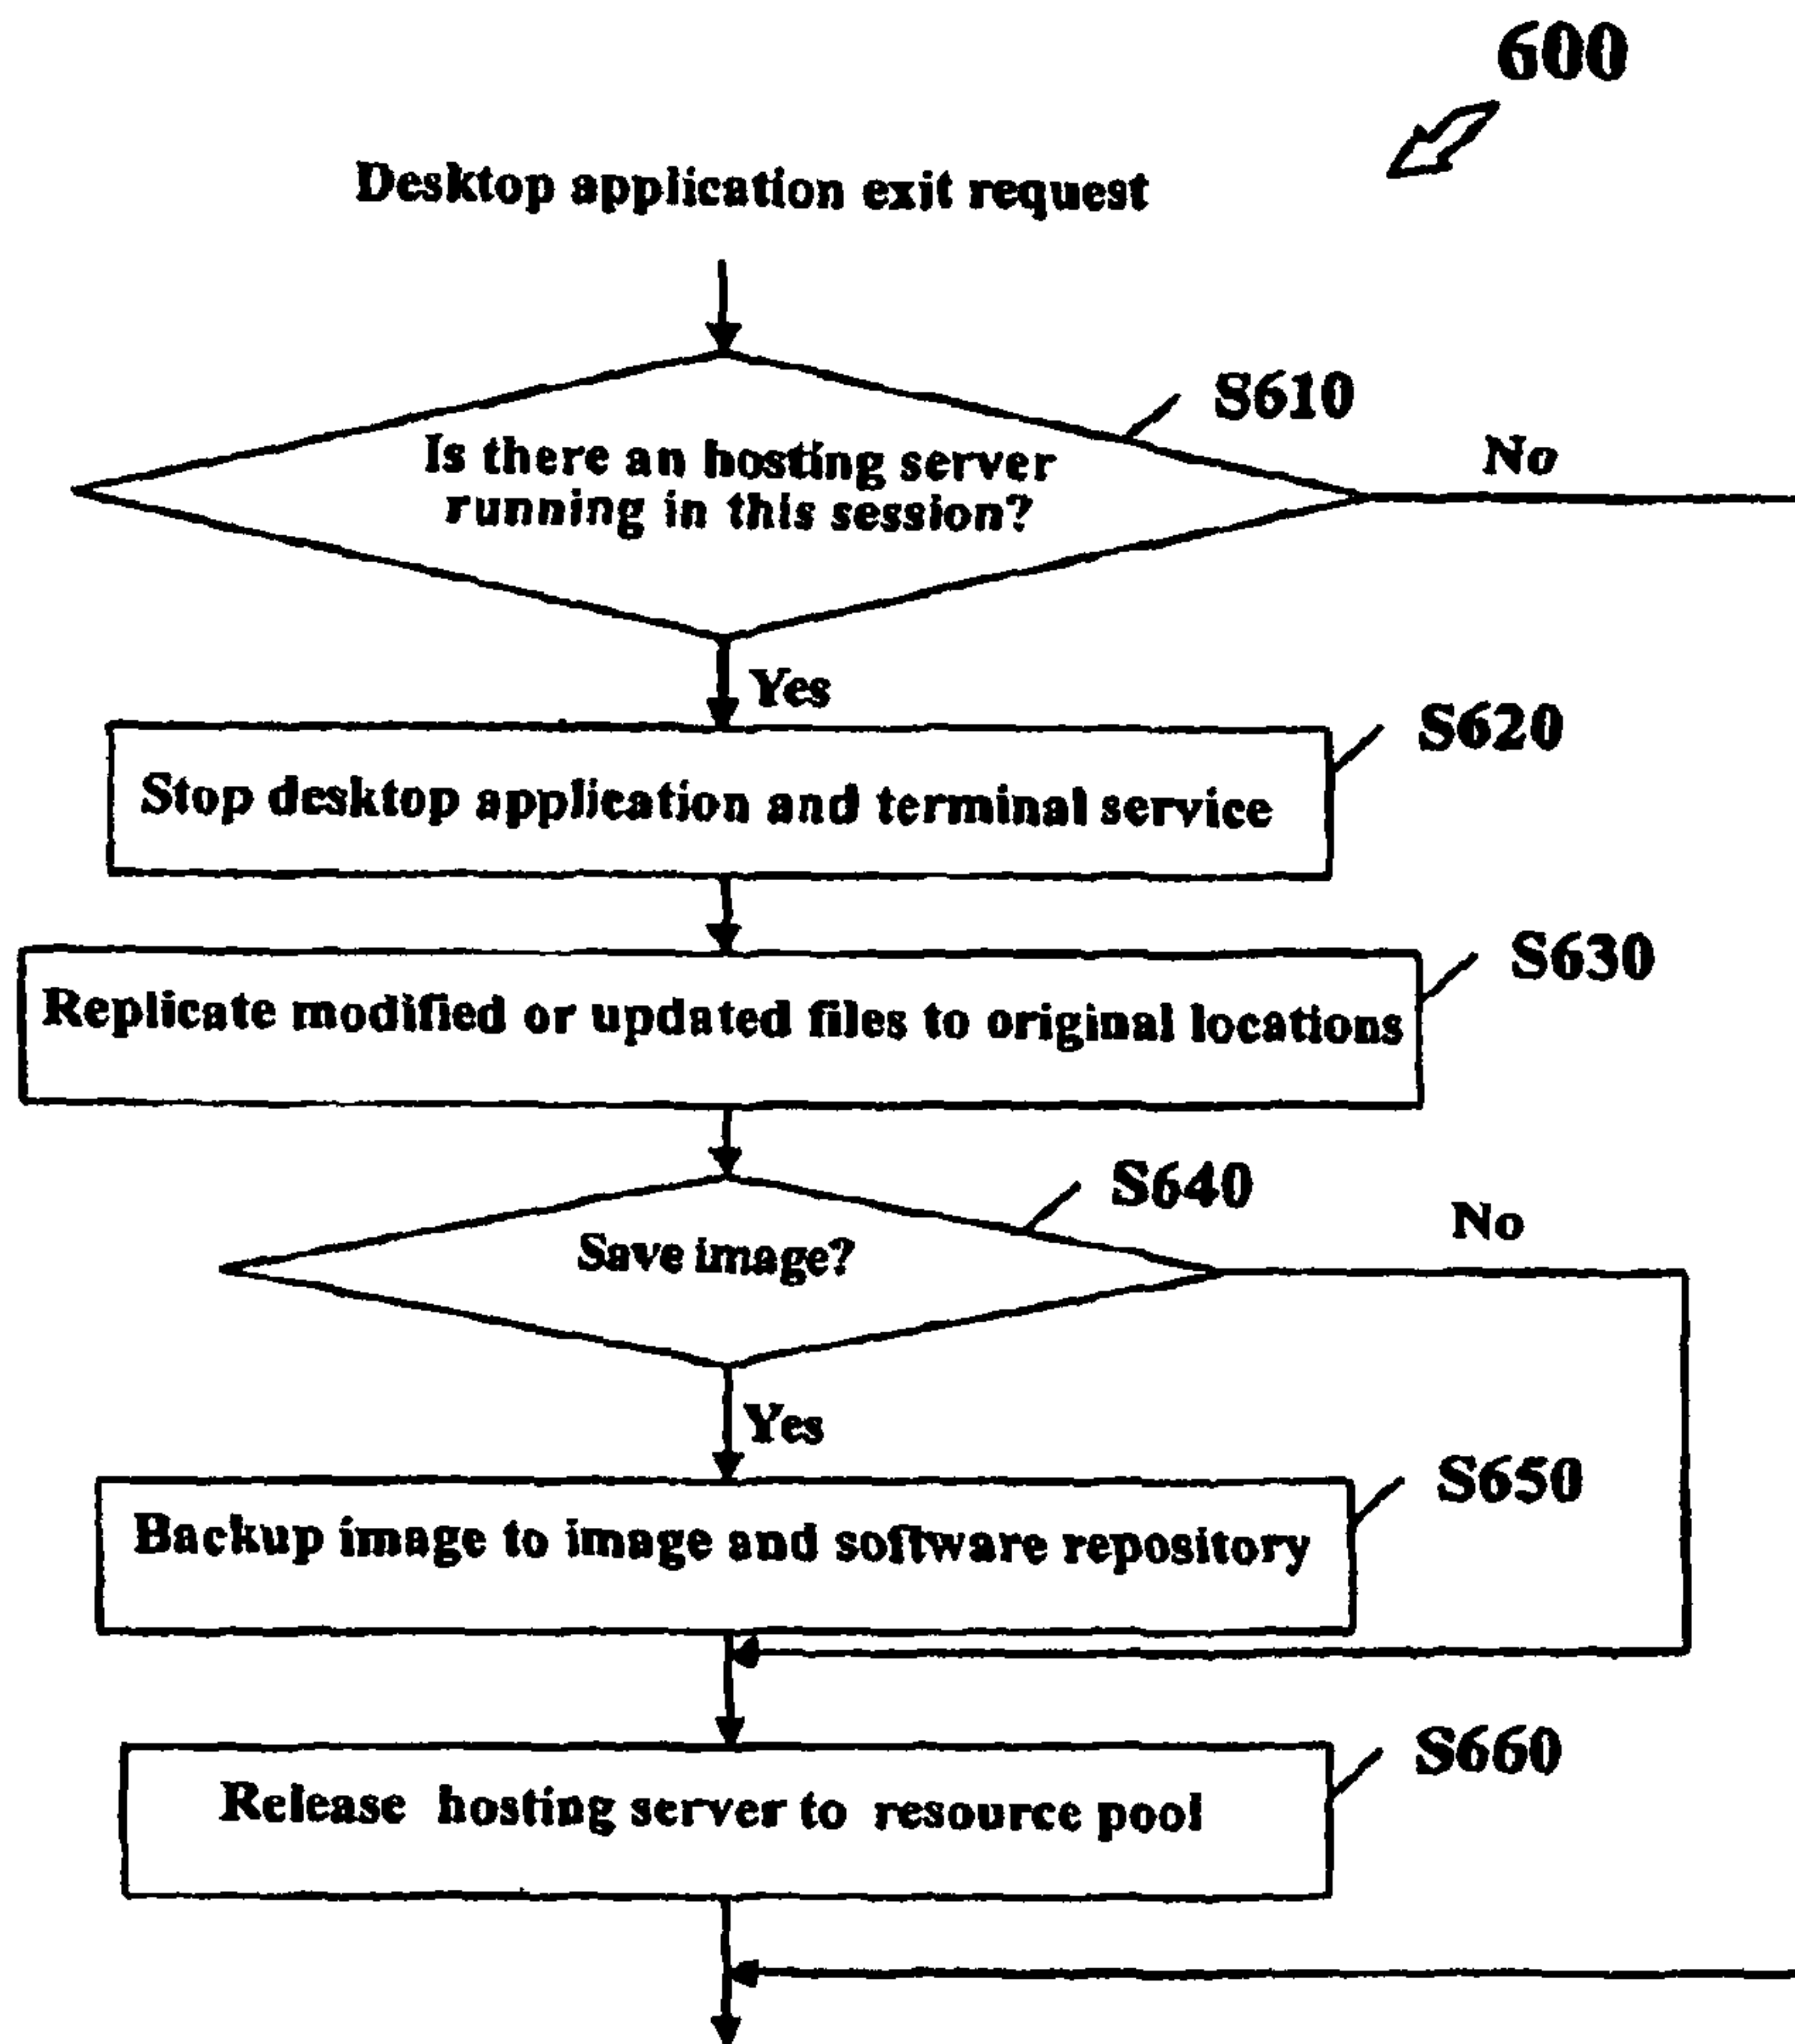 600
Desktop application exit request
S610
No
Is there an hosting server
running in this session?
Yes
S620
Stop desktop application and terminal service
S630
Replicate modified or updated files to original locations
S640
No
Save image?
Yes
S650
Backup image to image and software repository
S660
Release hosting server to resource pool